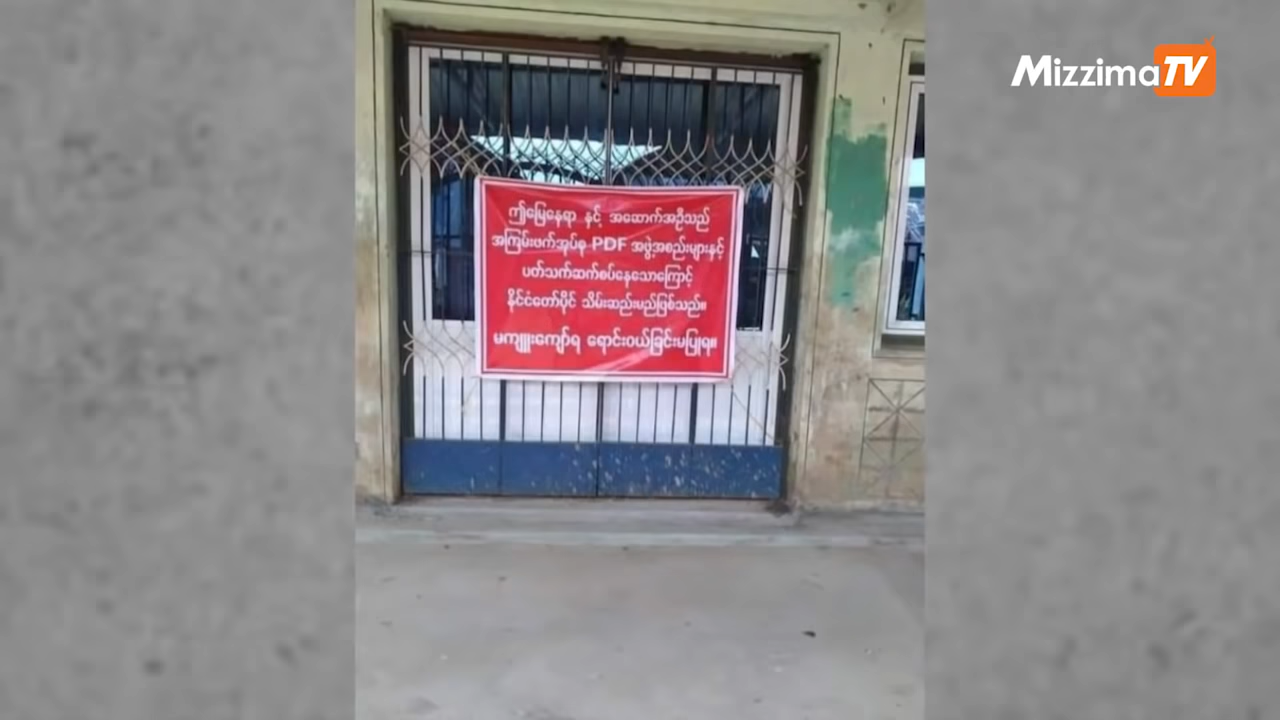 Mizzima TV
ဤမြေနေရာ နှင့် အဆောက်အဦသည်
အကြမ်းဖက်အုပ်စု PDF အဖွဲ့အစည်းများနှင့်
ပတ်သက်ဆက်စပ်နေသောကြောင့်
နိုင်ငံတော်ပိုင် သိမ်းဆည်းမည်ဖြစ်သည်။
မကျူးကျော်ရ ရောင်းဝယ်ခြင်းမပြုရ။